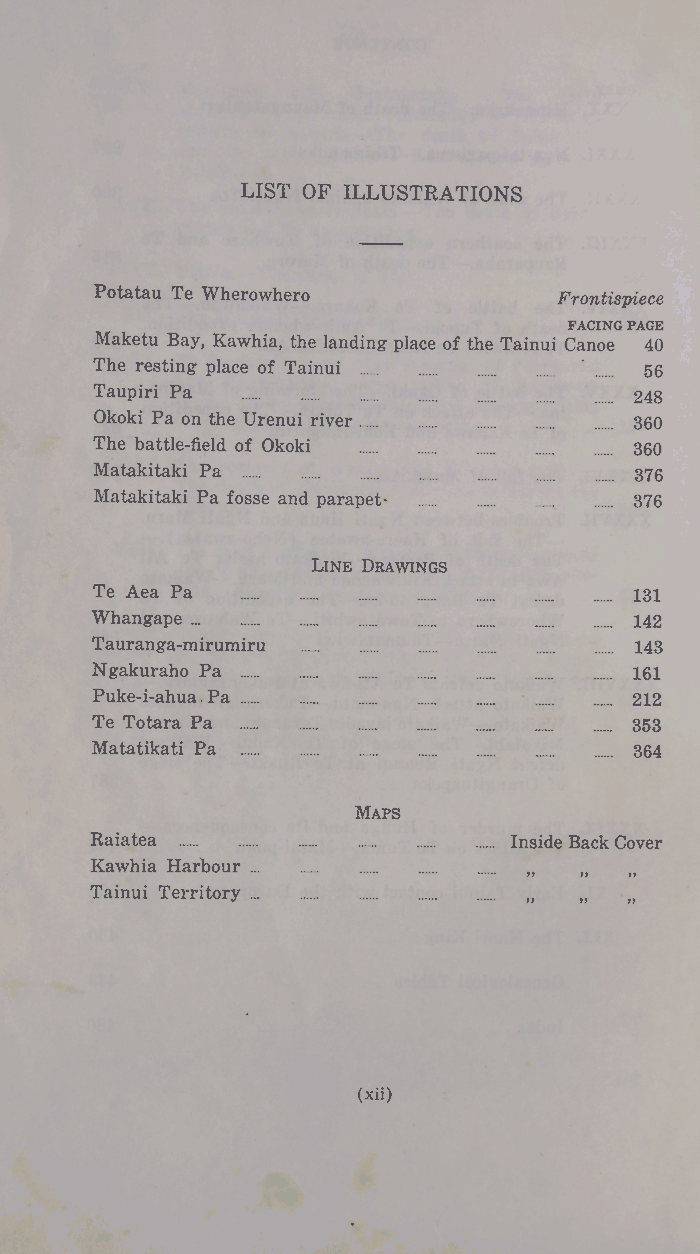 LIST OF ILLUSTRATIONS
Potatau Te Wherowhero Frontispiece
FACING PAGE
Maketu Bay, Kawhia, the landing place of the Tainui Canoe 40
The resting place of Tainui ..... ..... ..... ..... ..... 56
Taupiri Pa ..... ..... ..... ..... ..... ..... ..... 248
Okoki Pa on the Urenui river ..... ..... ..... ..... ..... 360
The battle-field of Okoki ..... ..... ..... ..... ..... 360
Matakitaki Pa ..... ..... ..... ..... ..... ..... ..... 376
Matakitaki Pa fosse and parapet ..... ..... ..... ..... 376
LINE DRAWINGS
Te Aea Pa ..... ..... ..... ..... ..... ..... ..... 131
Whangape ... ..... ..... ..... ..... ..... ..... ..... 142
Tauranga-mirumiru ..... ..... ..... ..... ..... ..... 143
Ngakuraho Pa ..... ..... ..... ..... ..... ..... ..... 161
Puke-i-ahua Pa ..... ..... ..... ..... ..... ..... ..... 212
Te Totara Pa ..... ..... ..... ..... ..... ..... ..... 353
Matatikati Pa ..... ..... ..... ..... ..... ..... ..... 364
MAPS
Raiatea ..... ..... ..... ..... ..... ..... Inside Back Cover
Kawhia Harbour ... ..... ..... ..... ..... „ „ „
Tainui Territory ... ..... ..... ..... ..... „ „ „
(xii)